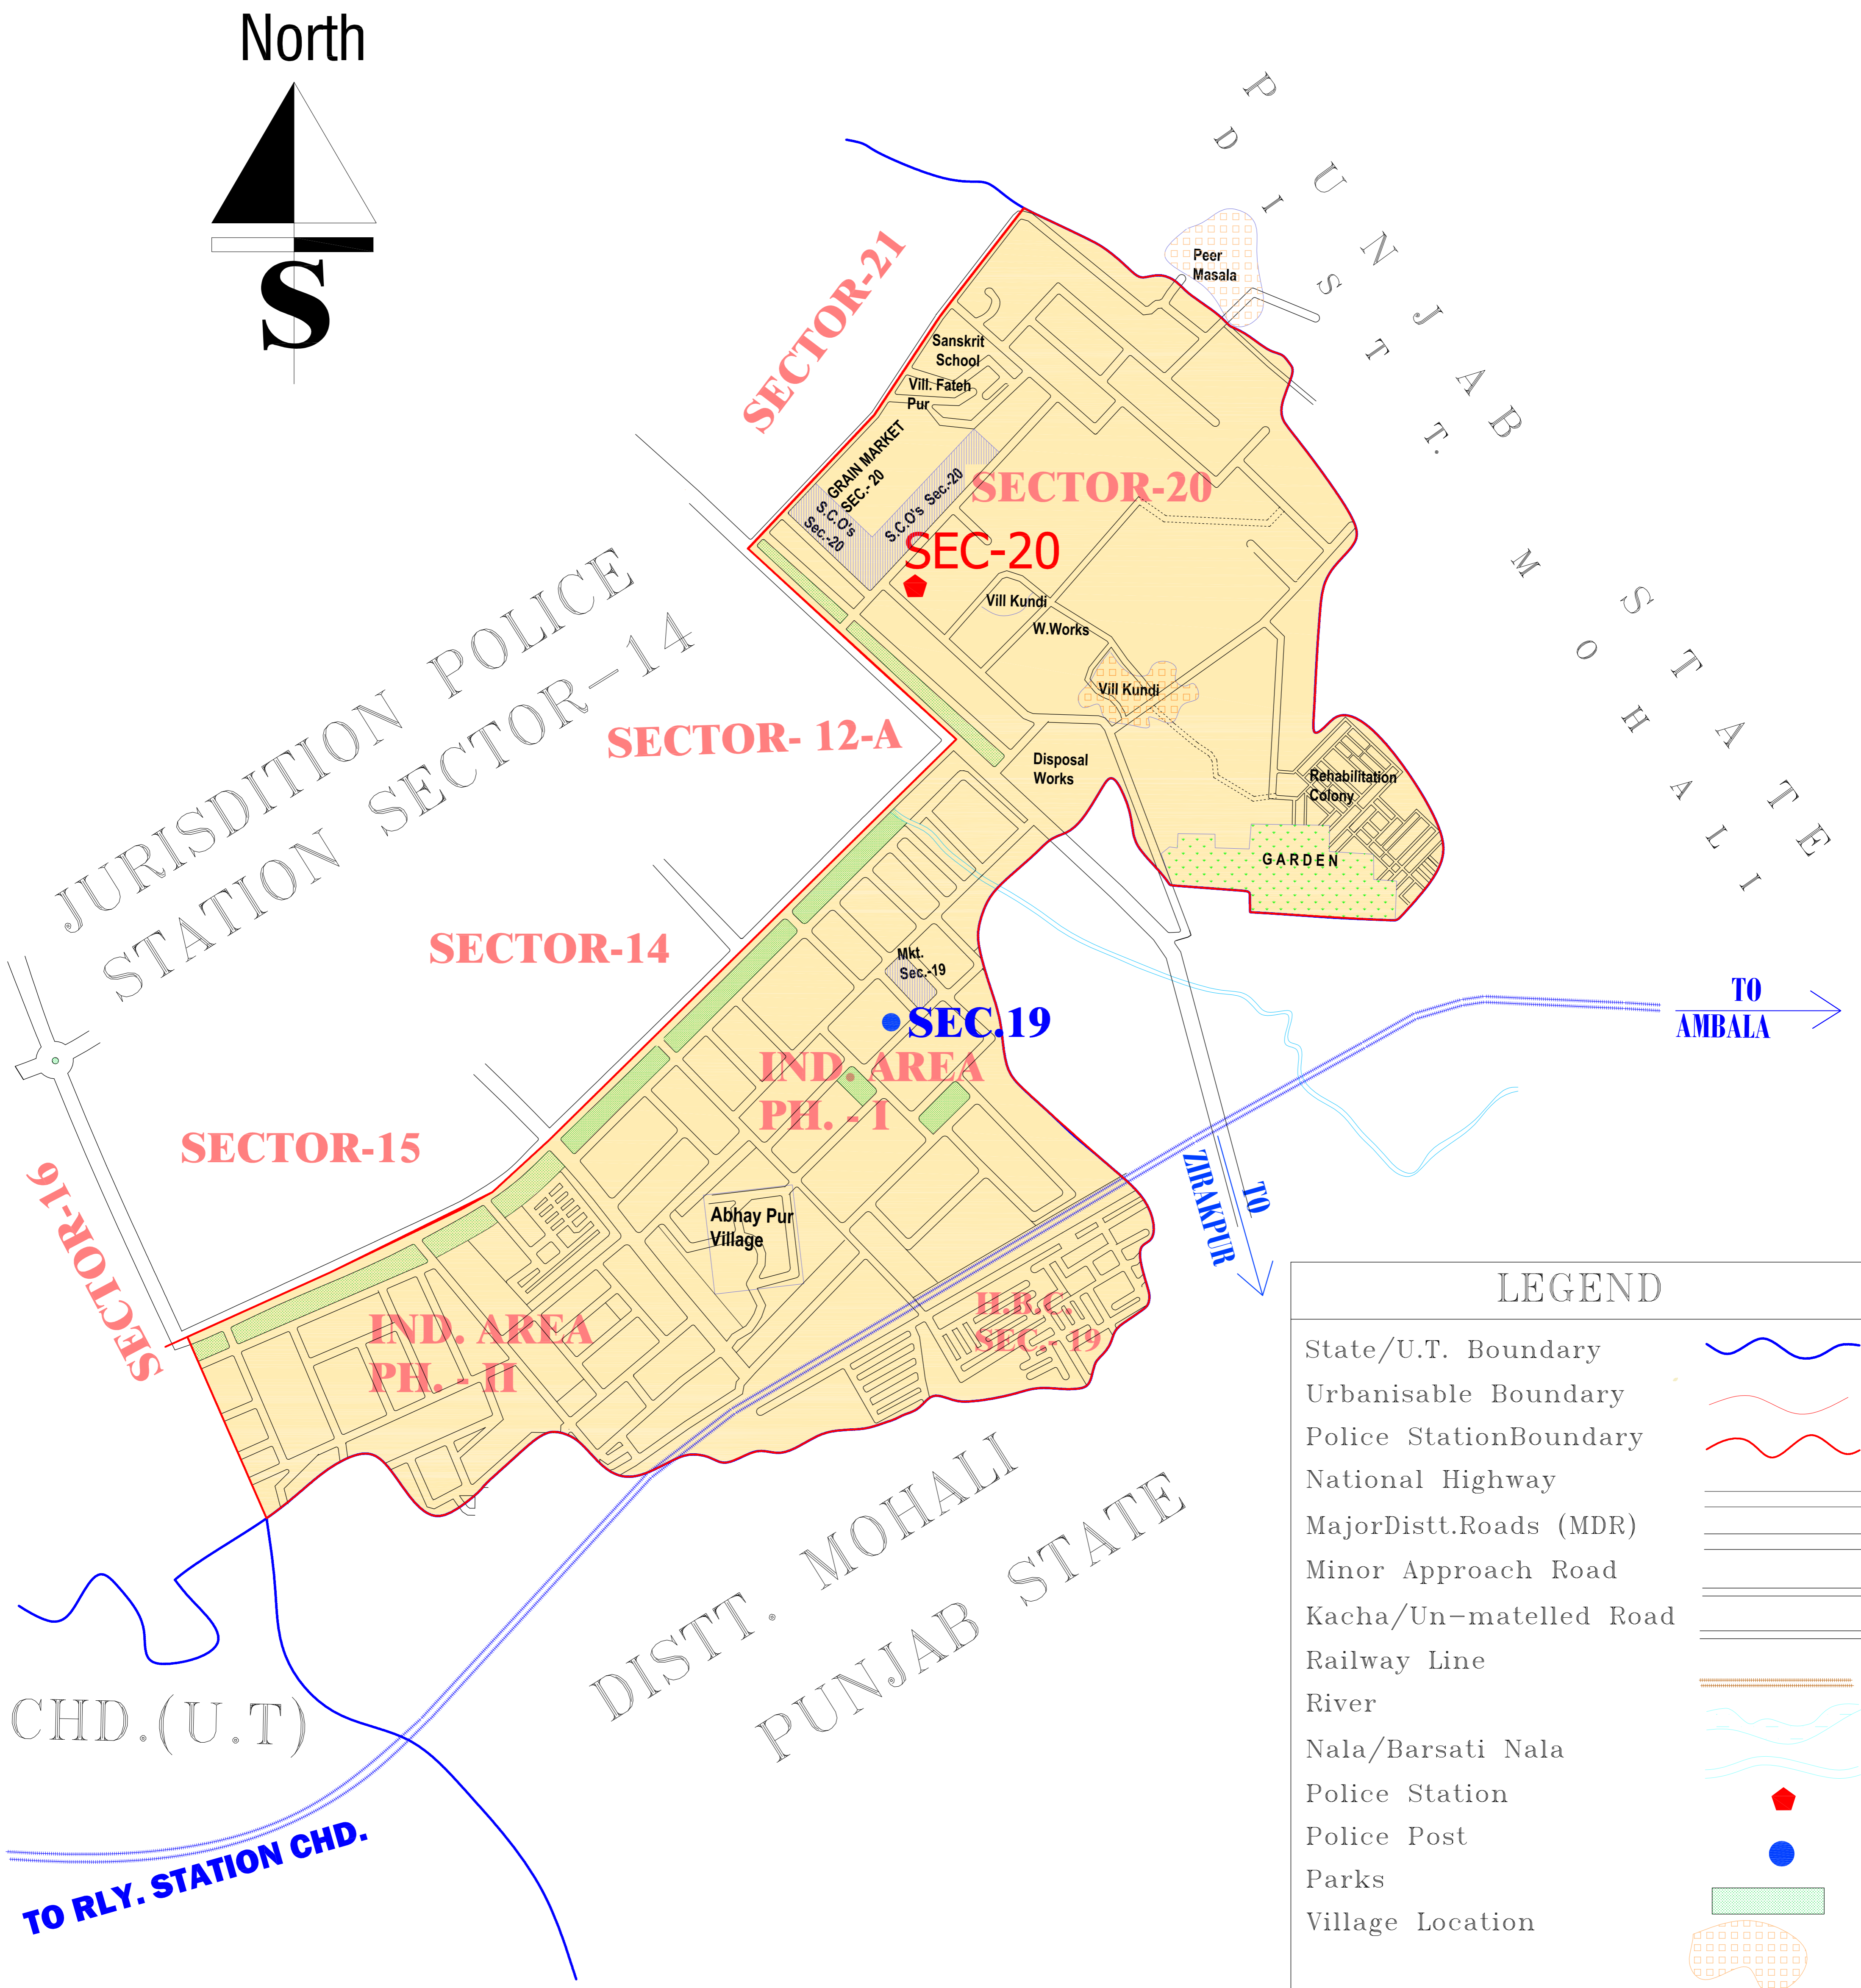 North
S
PUNJAB STATE
DISTT. MOHALI
Peer
Masala
SECTOR-21
Sanskrit
School
Vill. Fateh
Pur
GRAIN MARKET
SEC.- 20
S.C.O's
Sec.-20
S.C.O's Sec.-20
SECTOR-20
SEC-20
Vill Kundi
W.Works
Vill Kundi
JURISDITION POLICE
STATION SECTOR-14
SECTOR- 12-A
Disposal
Works
Rehabilitation
Colony
GARDEN
SECTOR-14
Mkt.
Sec.-19
SEC.19
TO
AMBALA
IND. AREA
PH. - I
SECTOR-15
SECTOR-16
TO
ZIRAKPUR
Abhay Pur
Village
H.B.C.
SEC.- 19
IND. AREA
PH. - II
DISTT. MOHALI
PUNJAB STATE
CHD.(U.T)
TO RLY. STATION CHD.
LEGEND
State/U.T. Boundary
Urbanisable Boundary
Police StationBoundary
National Highway
MajorDistt.Roads (MDR)
Minor Approach Road
Kacha/Un-matelled Road
Railway Line
River
Nala/Barsati Nala
Police Station
Police Post
Parks
Village Location